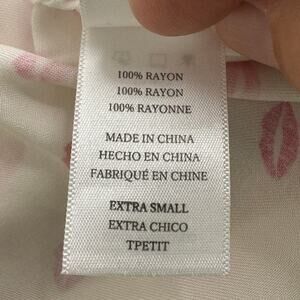 100% RAYON
100% RAYON
100% RAYONNE
MADE IN CHINA
HECHO EN CHINA
FABRIQUÉ EN CHINE
EXTRA SMALL
EXTRA CHICO
TPETIT